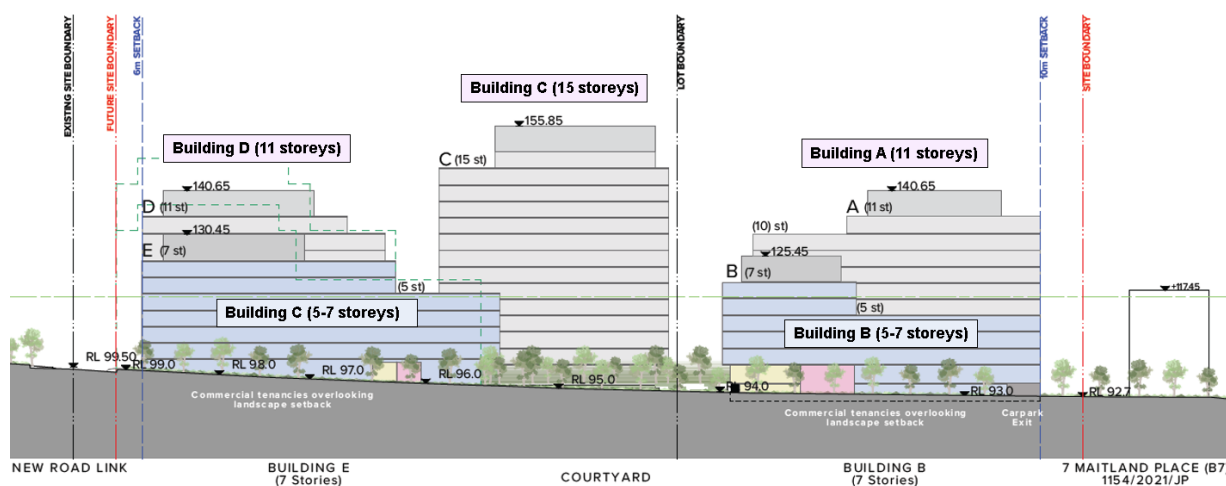 EXISTING SITE BOUNDARY
FUTURE SITE BOUNDARY
6m SETBACK
LOT BOUNDARY
10m SETBACK
SITE BOUNDARY
Building C (15 storeys)
155.85
Building D (11 storeys)
Building A (11 storeys)
C (15 st)
140.65
140.65
D (11 st)
A (11 st)
130.45
(10) st)
E (7 st)
125.45
B (7 st)
(5 st)
+117.45
Building C (5-7 storeys)
(5 st)
Building B (5-7 storeys)
RL 99.50
RL 99.0
RL 98.0
RL 97.0
RL 96.0
RL 95.0
RL 94.0
RL 93.0
RL 92.7
Commercial tenancies overlooking
landscape setback
Commercial tenancies overlooking
landscape setback
Carpark
Exit
NEW ROAD LINK
BUILDING E
(7 Stories)
COURTYARD
BUILDING B
(7 Stories)
7 MAITLAND PLACE (B7)
1154/2021/JP